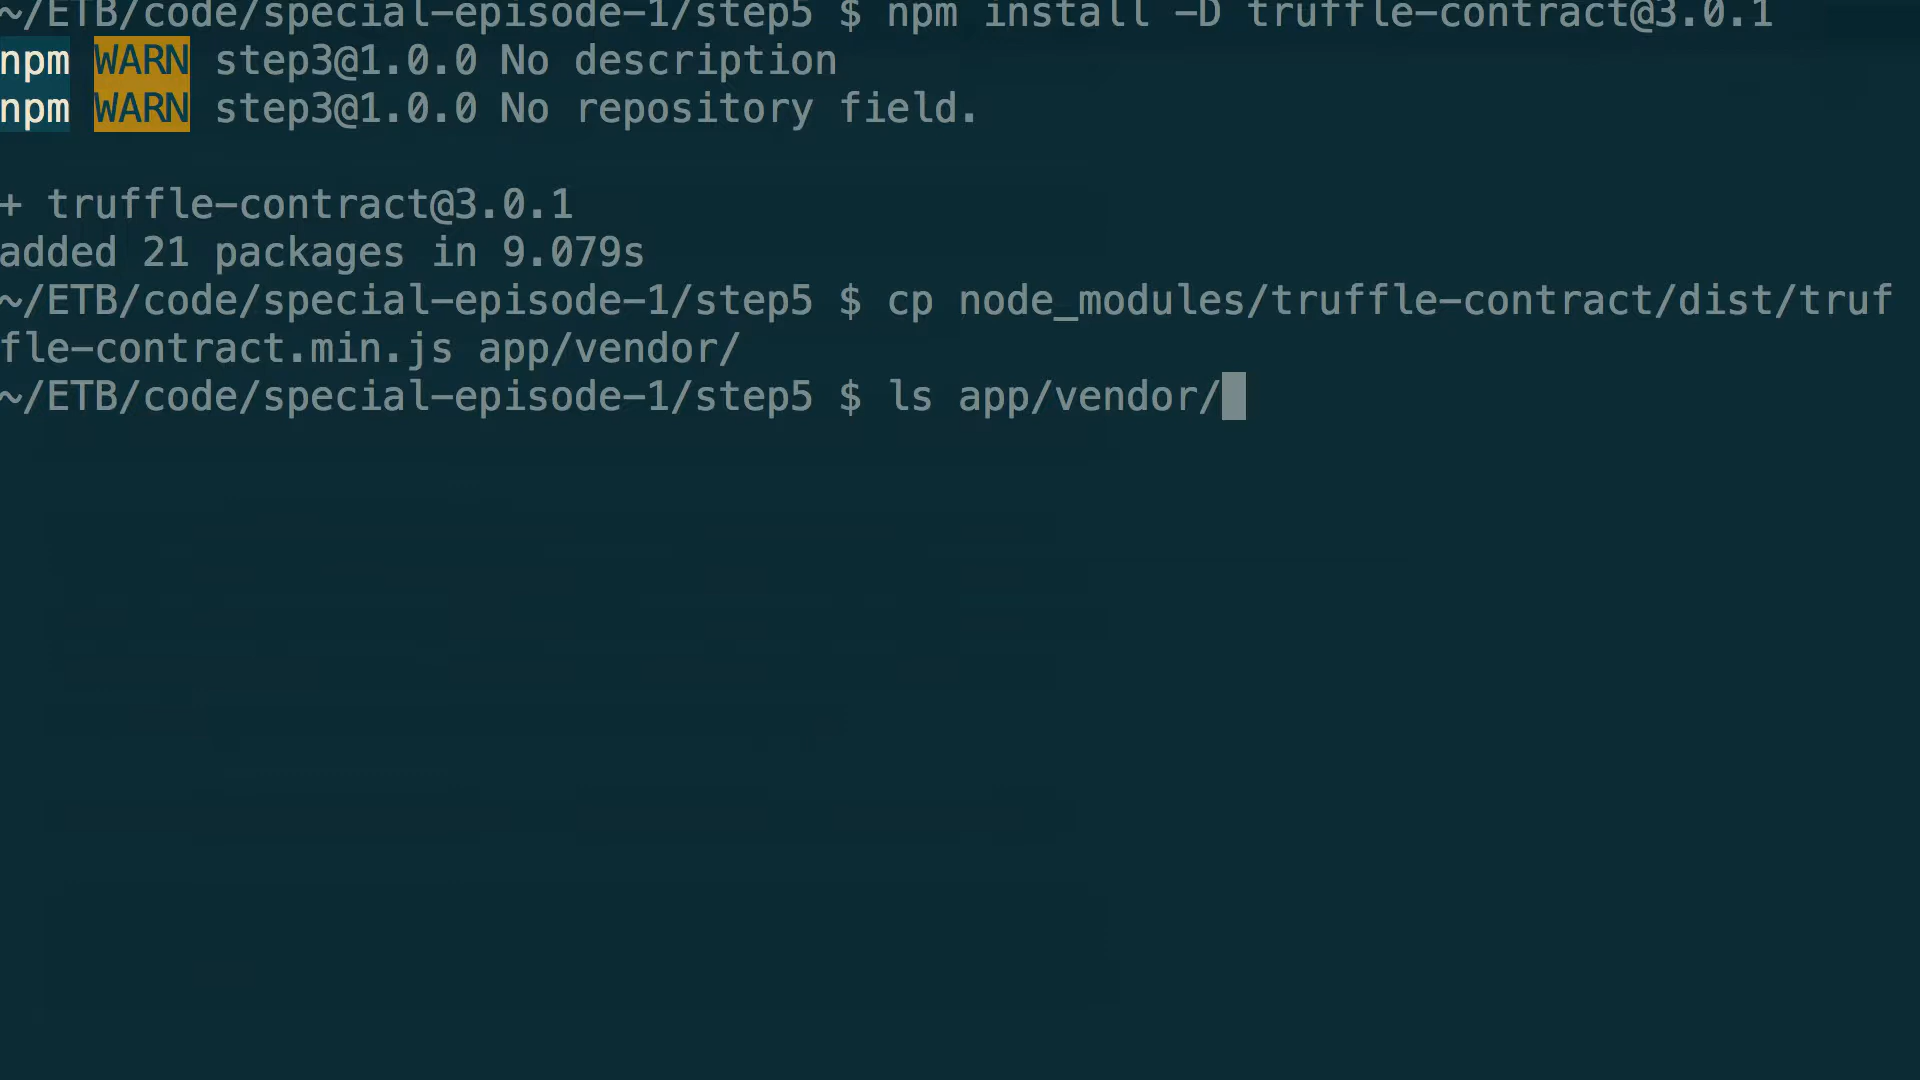 ~/ETB/code/special-episode-1/step5 $ npm install -D truffle-contract@3.0.1
npm WARN step3@1.0.0 No description
npm WARN step3@1.0.0 No repository field.
+ truffle-contract@3.0.1
added 21 packages in 9.079s
~/ETB/code/special-episode-1/step5 $ cp node_modules/truffle-contract/dist/truf
fle-contract.min.js app/vendor/
~/ETB/code/special-episode-1/step5 $ ls app/vendor/